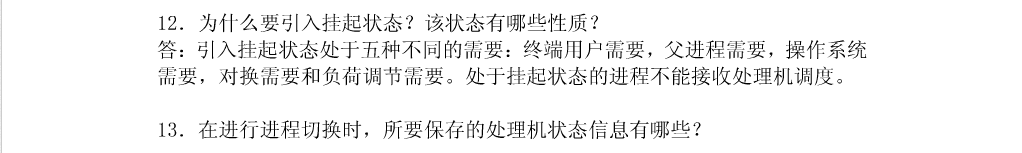 12．为什么要引入挂起状态？该状态有哪些性质？
答：引入挂起状态处于五种不同的需要：终端用户需要，父进程需要，操作系统
需要，对换需要和负荷调节需要。处于挂起状态的进程不能接收处理机调度。
13．在进行进程切换时，所要保存的处理机状态信息有哪些？